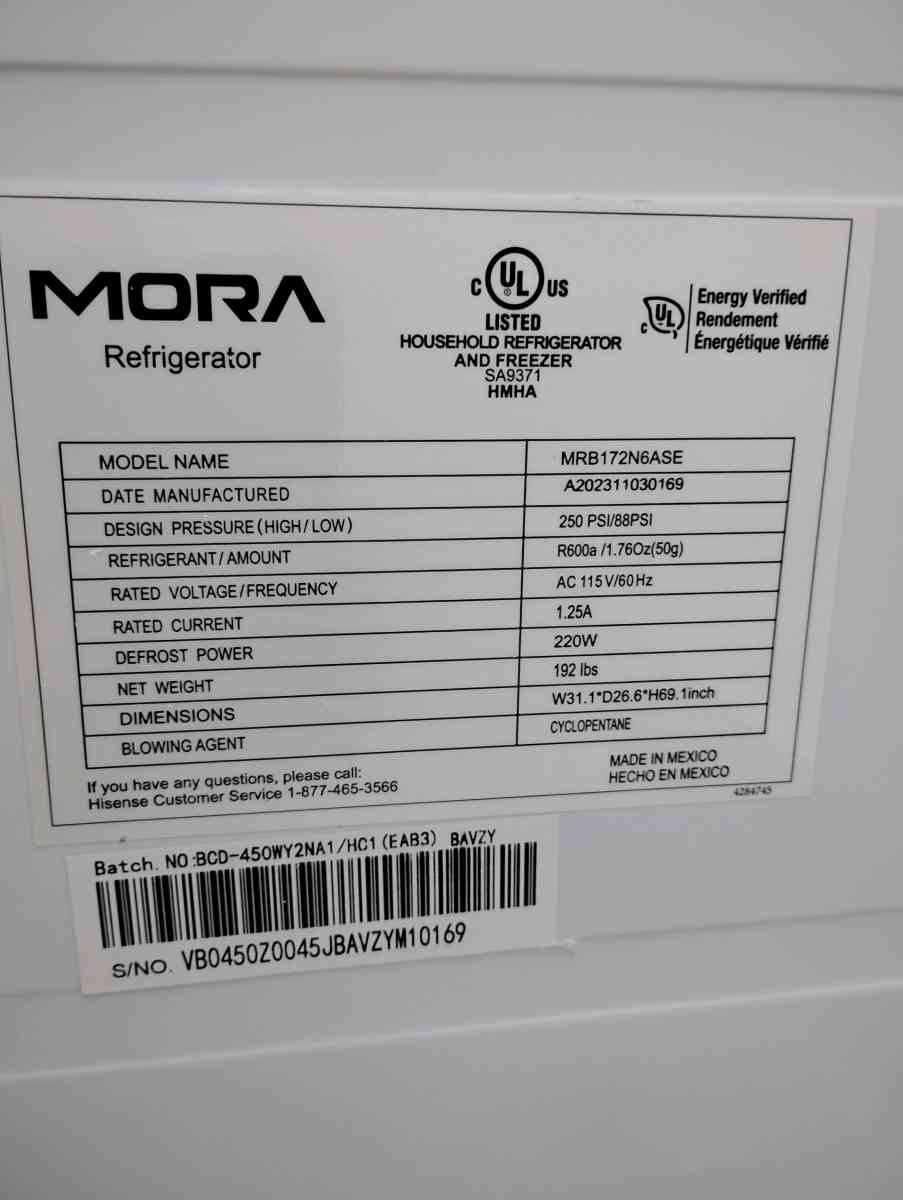 MORA
Refrigerator
C UL US
LISTED
HOUSEHOLD REFRIGERATOR
AND FREEZER
SA9371
HMHA
C UL
Energy Verified
Rendement
Énergétique Vérifié
MODEL NAME MRB172N6ASE
DATE MANUFACTURED A202311030169
DESIGN PRESSURE(HIGH/LOW) 250 PSI/88PSI
REFRIGERANT/AMOUNT R600a /1.76Oz(50g)
RATED VOLTAGE/FREQUENCY AC 115V/60Hz
RATED CURRENT 1.25A
DEFROST POWER 220W
NET WEIGHT 192 lbs
DIMENSIONS W31.1*D26.6*H69.1inch
BLOWING AGENT CYCLOPENTANE
If you have any questions, please call:
Hisense Customer Service 1-877-465-3566
MADE IN MEXICO
HECHO EN MEXICO
4284745
Batch. NO:BCD-450WY2NA1/HC1(EAB3) BAVZY
S/NO. VB0450Z0045JBAVZYM10169